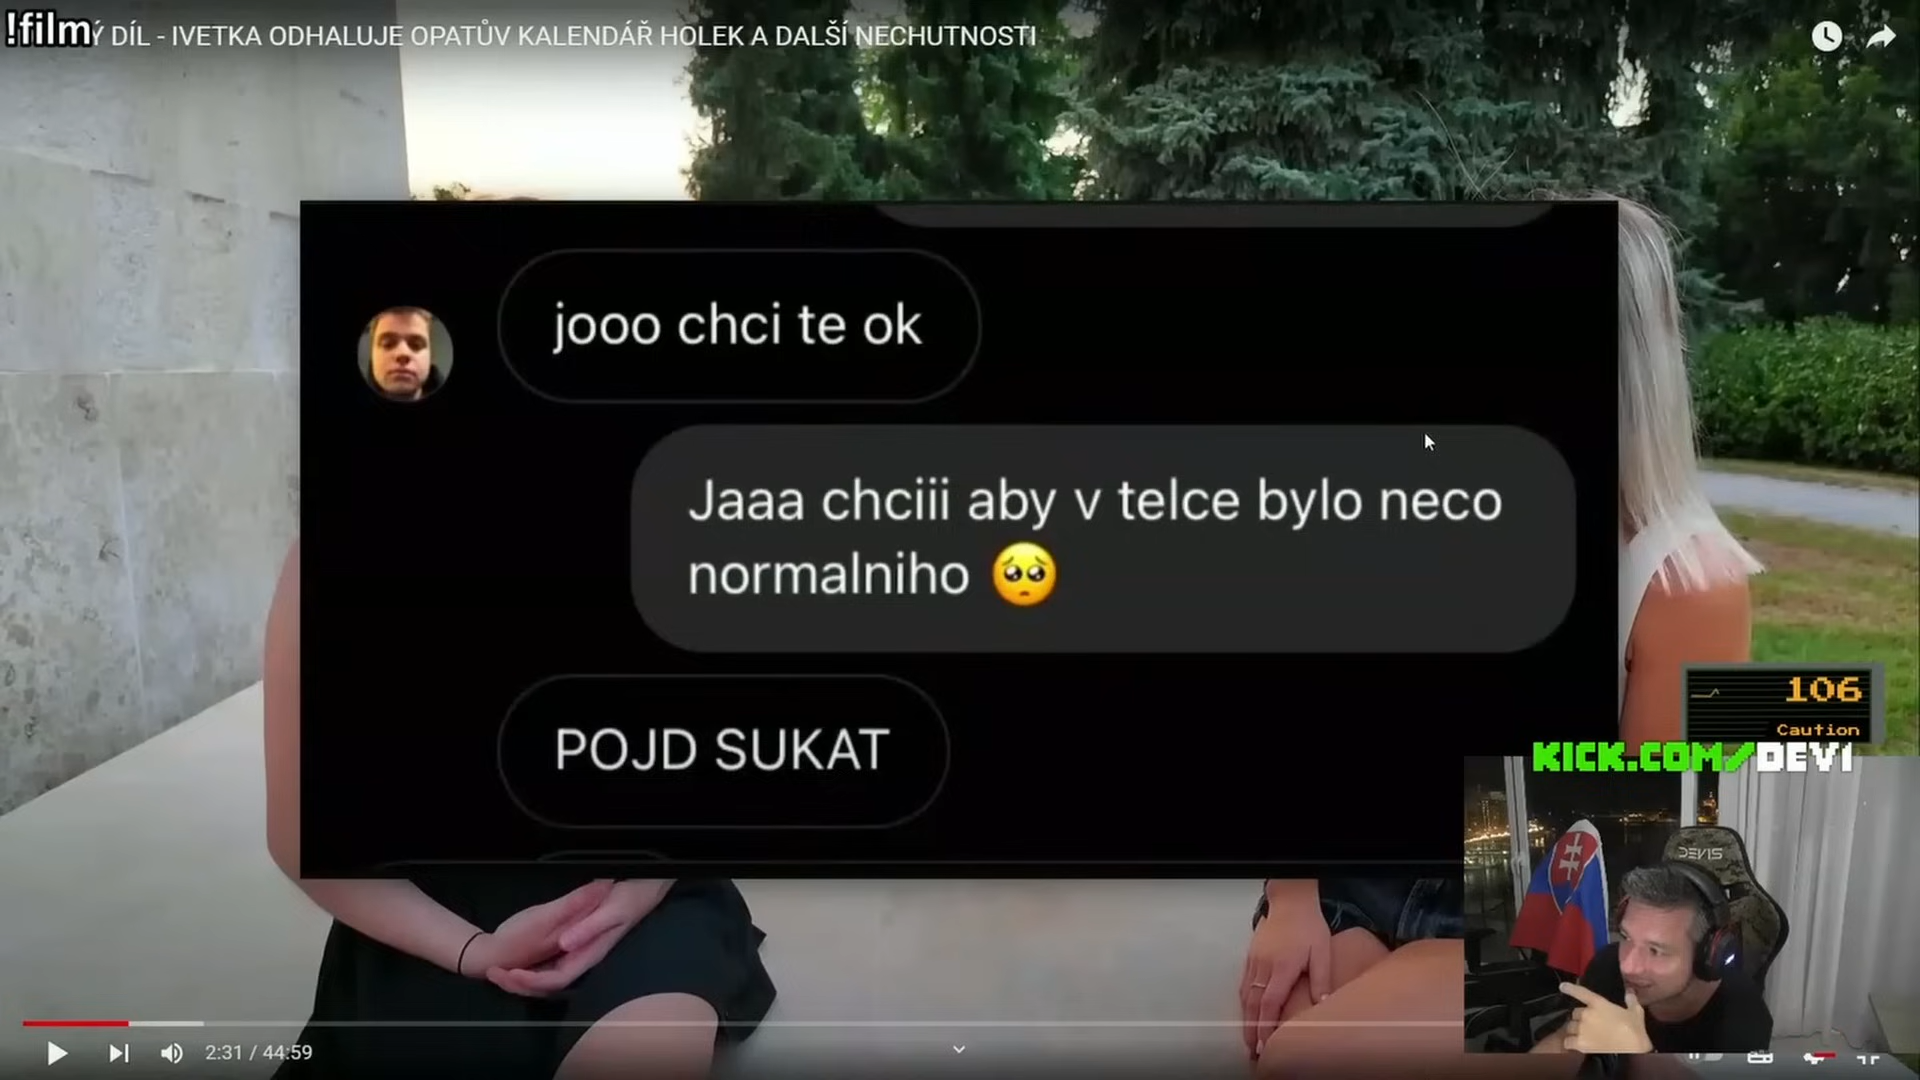 !film
Ý DÍL - IVETKA ODHALUJE OPATŮV KALENDÁŘ HOLEK A DALŠÍ NECHUTNOSTI
jooo chci te ok
Jaaa chciii aby v telce bylo neco
normalniho 🥺
POJD SUKAT
106
Caution
KICK.COM/DEVI
DEVIS
2:31 / 44:59